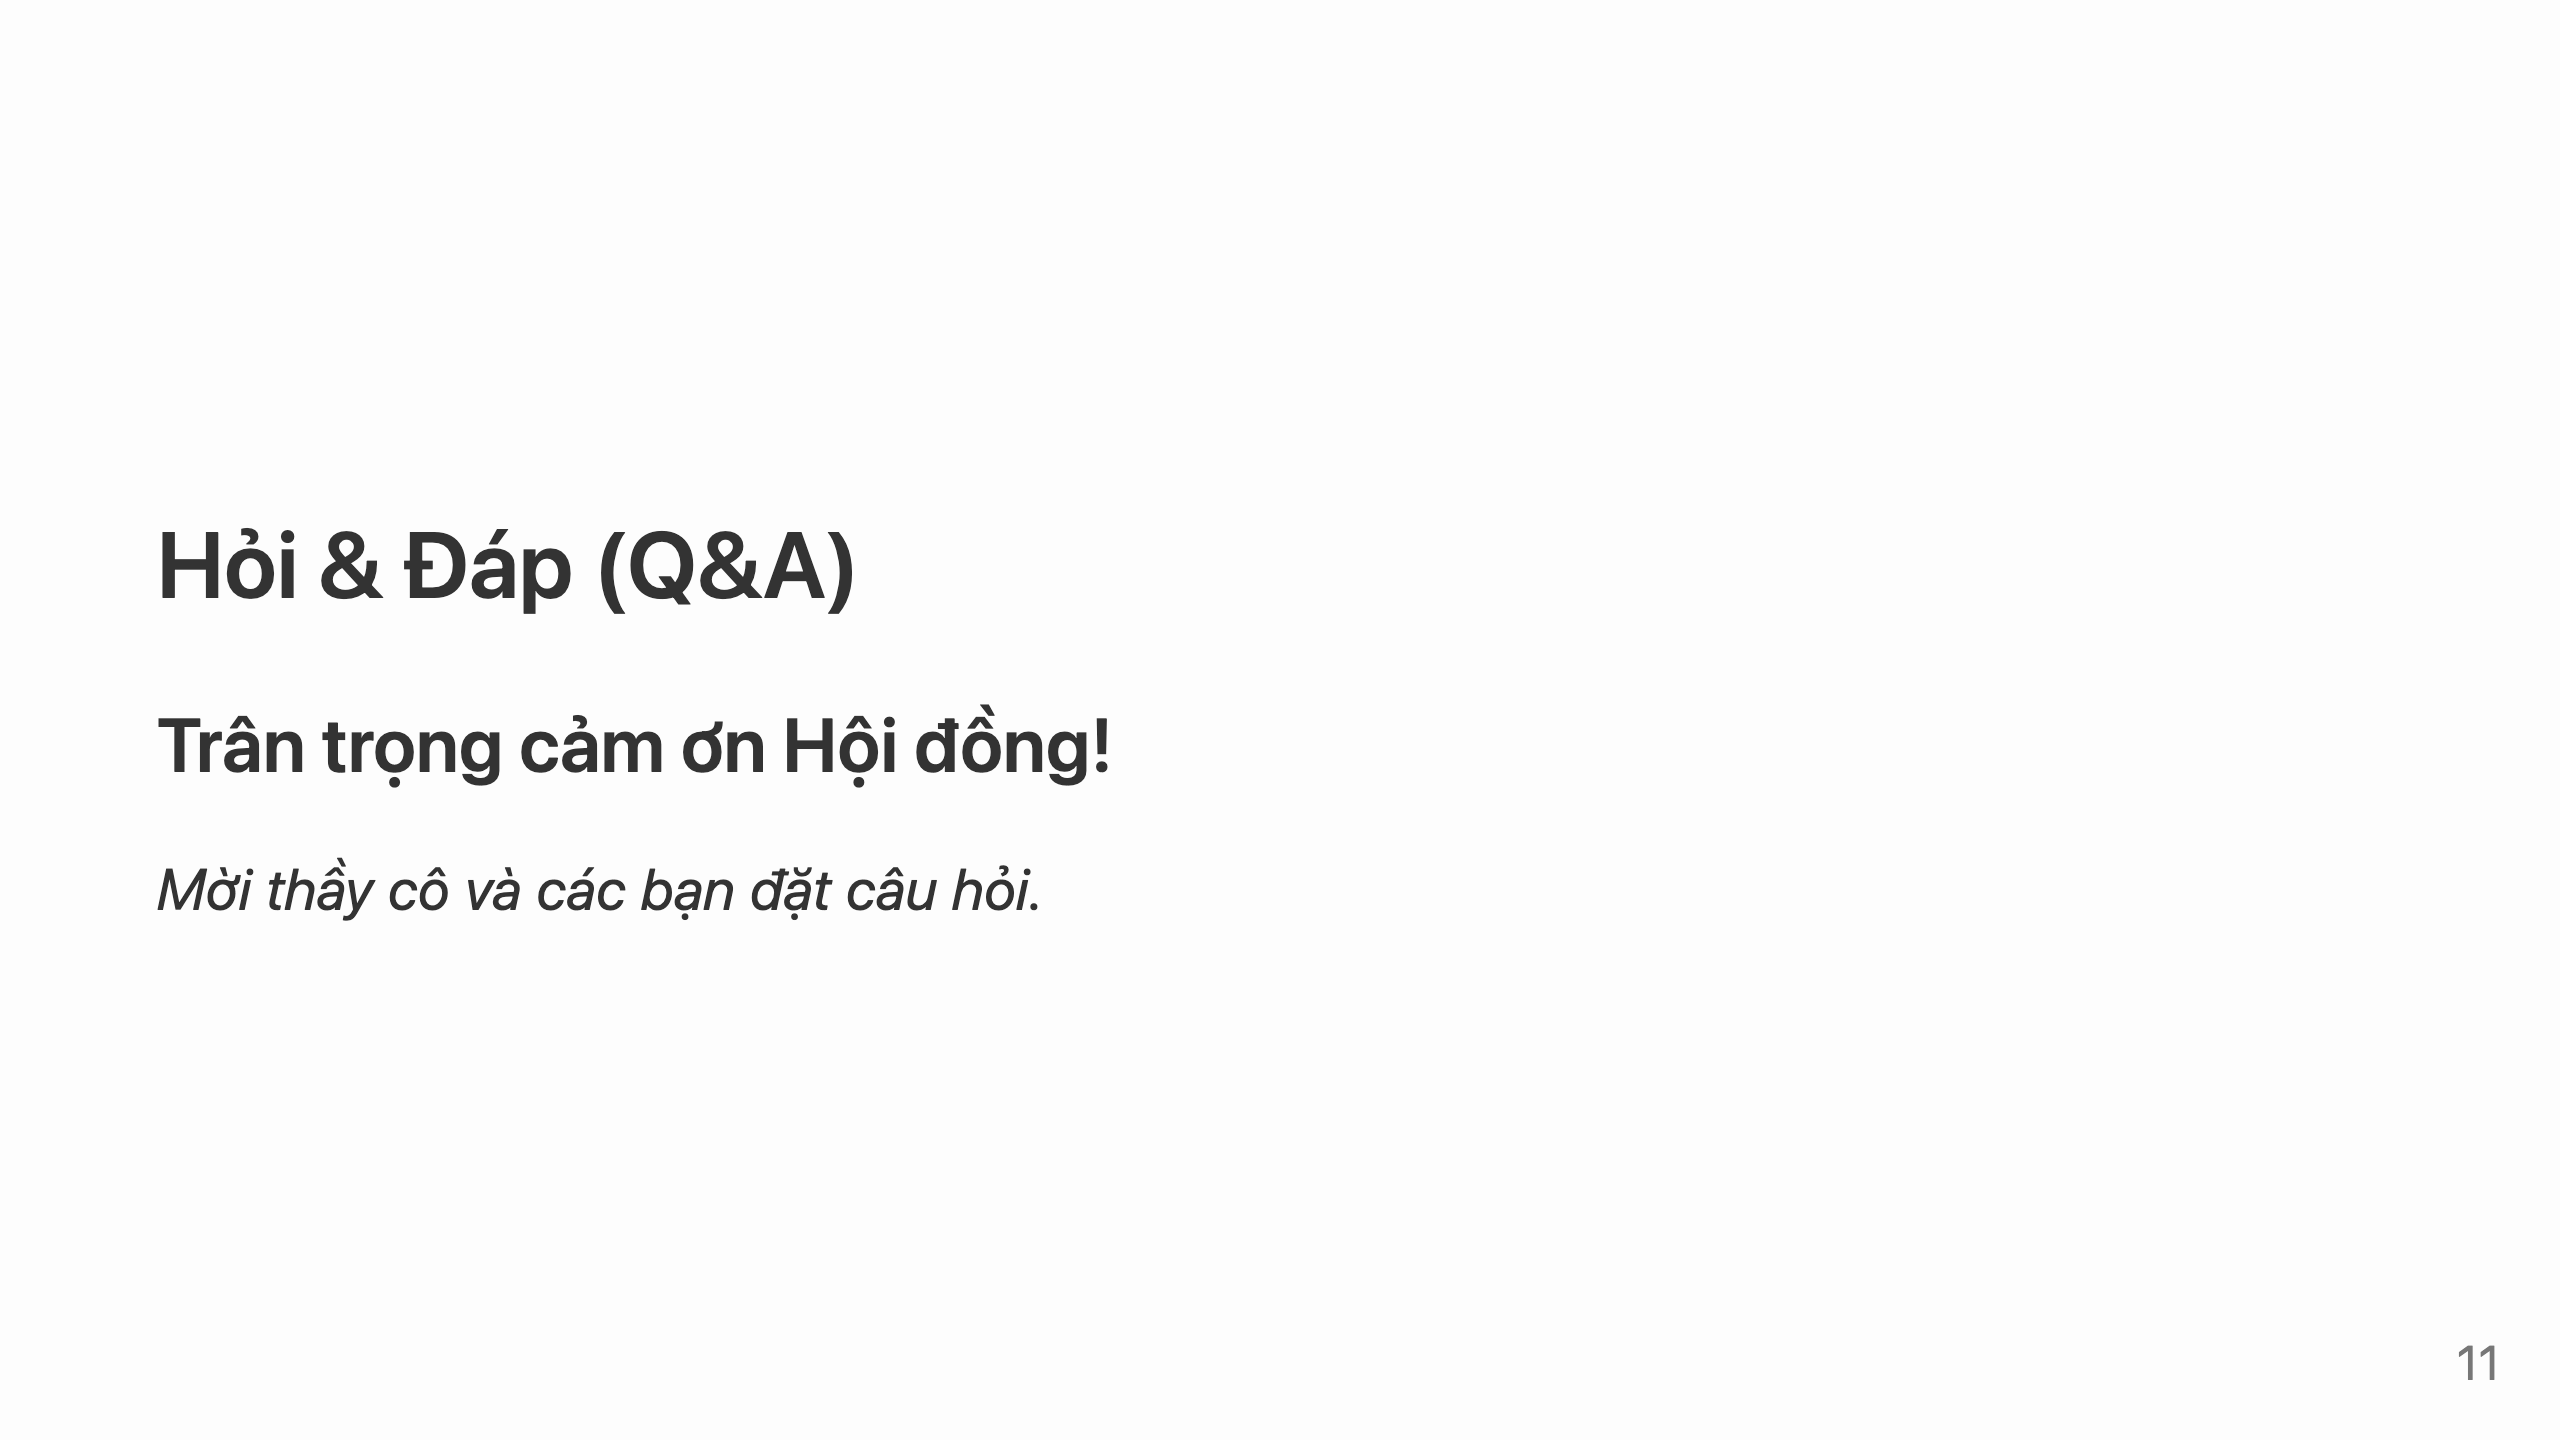 Hỏi & Đáp (Q&A)
Trân trọng cảm ơn Hội đồng!
Mời thầy cô và các bạn đặt câu hỏi.
11